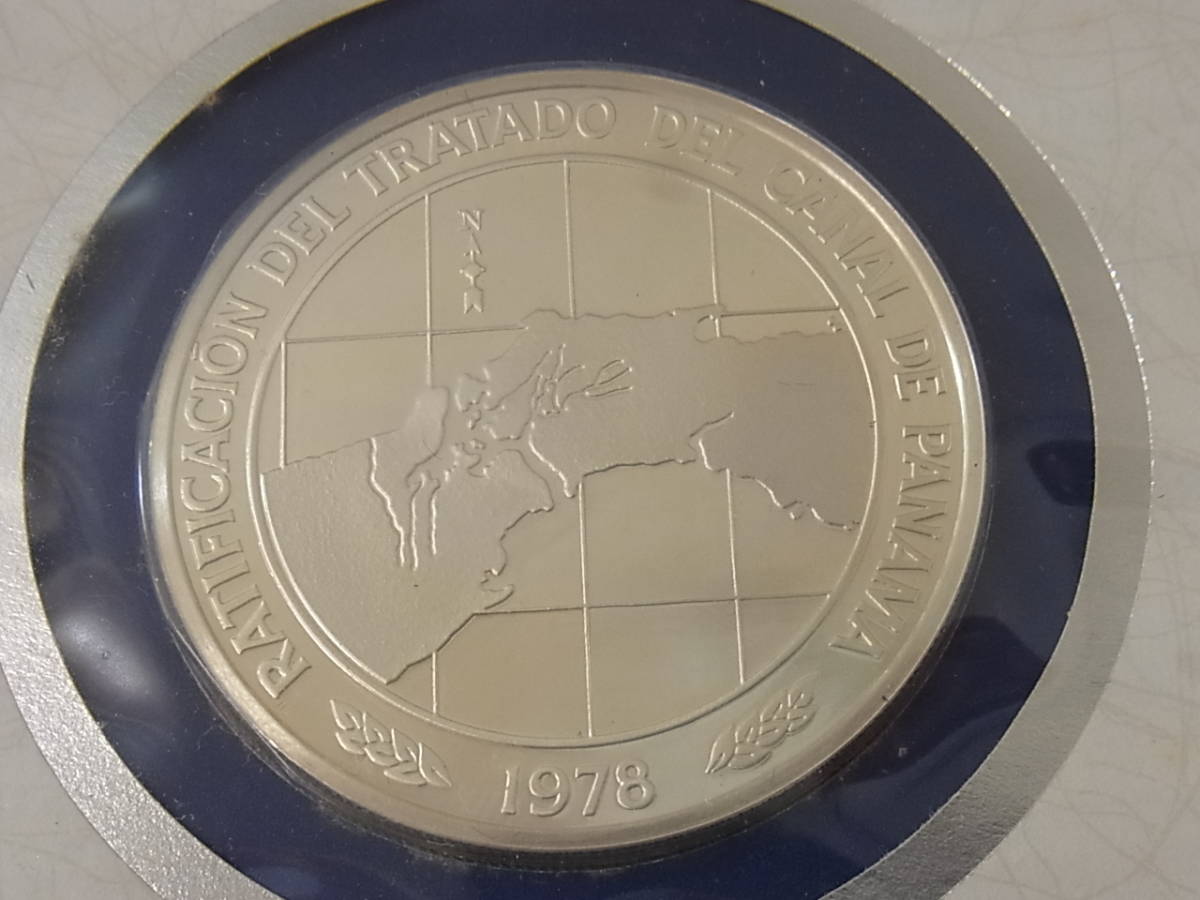 RATIFICACIÓN DEL TRATADO DEL CANAL DE PANAMA
N
1978